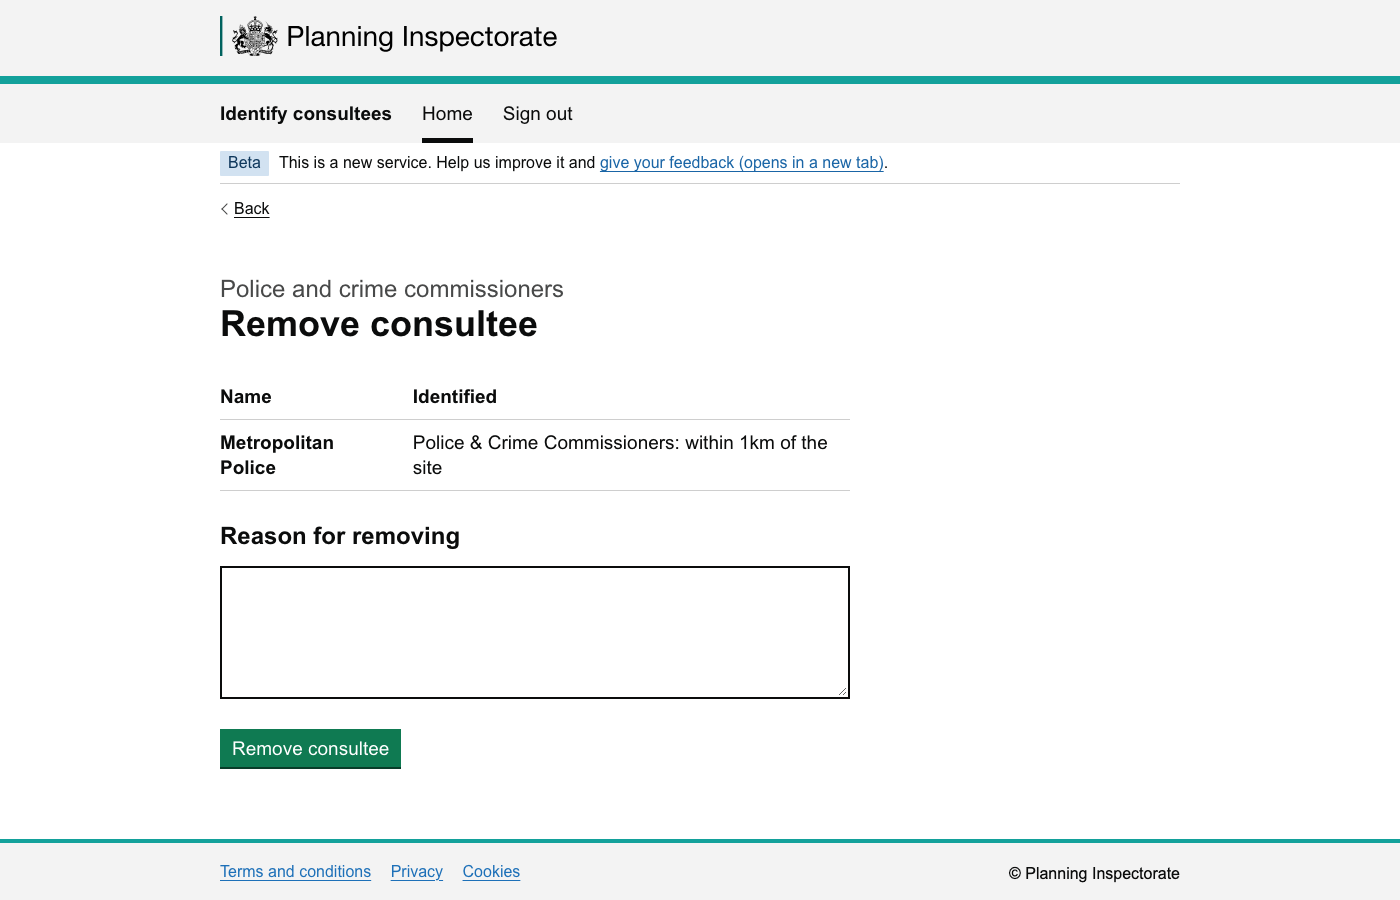 Planning Inspectorate
Identify consultees Home Sign out
Beta This is a new service. Help us improve it and give your feedback (opens in a new tab).
Back
Police and crime commissioners
Remove consultee
Name Identified
Metropolitan Police & Crime Commissioners: within 1km of the
Police site
Reason for removing
Remove consultee
Terms and conditions Privacy Cookies © Planning Inspectorate